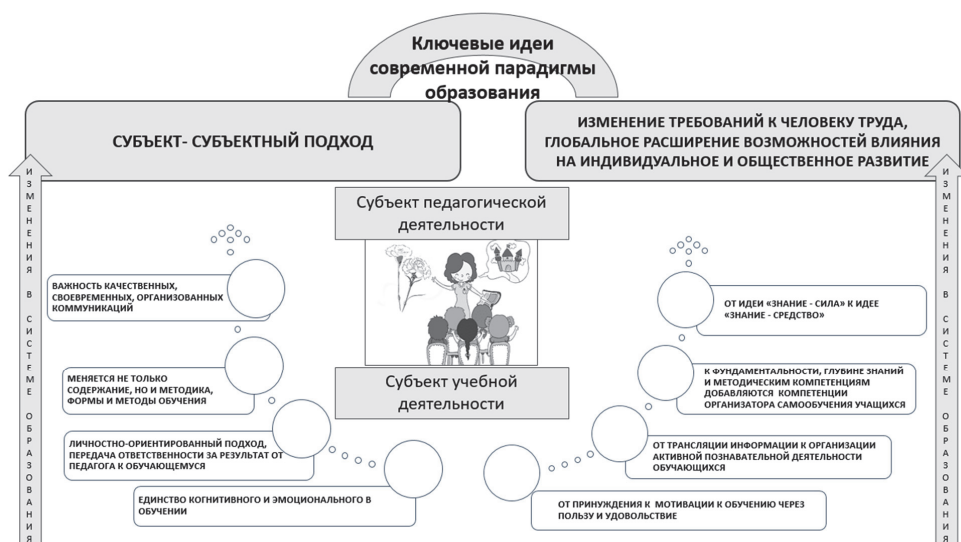 Ключевые идеи
современной парадигмы
образования
СУБЪЕКТ- СУБЪЕКТНЫЙ ПОДХОД
ИЗМЕНЕНИЕ ТРЕБОВАНИЙ К ЧЕЛОВЕКУ ТРУДА,
ГЛОБАЛЬНОЕ РАСШИРЕНИЕ ВОЗМОЖНОСТЕЙ ВЛИЯНИЯ
НА ИНДИВИДУАЛЬНОЕ И ОБЩЕСТВЕННОЕ РАЗВИТИЕ
ИЗМЕНЕНИЯ В СИСТЕМЕ ОБРАЗОВАНИЯ
Субъект педагогической
деятельности
Субъект учебной
деятельности
ВАЖНОСТЬ КАЧЕСТВЕННЫХ,
СВОЕВРЕМЕННЫХ, ОРГАНИЗОВАННЫХ
КОММУНИКАЦИЙ
МЕНЯЕТСЯ НЕ ТОЛЬКО
СОДЕРЖАНИЕ, НО И МЕТОДИКА,
ФОРМЫ И МЕТОДЫ ОБУЧЕНИЯ
ЛИЧНОСТНО-ОРИЕНТИРОВАННЫЙ ПОДХОД,
ПЕРЕДАЧА ОТВЕТСТВЕННОСТИ ЗА РЕЗУЛЬТАТ ОТ
ПЕДАГОГА К ОБУЧАЮЩЕМУСЯ
ЕДИНСТВО КОГНИТИВНОГО И ЭМОЦИОНАЛЬНОГО В
ОБУЧЕНИИ
ОТ ИДЕИ «ЗНАНИЕ - СИЛА» К ИДЕЕ
«ЗНАНИЕ - СРЕДСТВО»
К ФУНДАМЕНТАЛЬНОСТИ, ГЛУБИНЕ ЗНАНИЙ
И МЕТОДИЧЕСКИМ КОМПЕТЕНЦИЯМ
ДОБАВЛЯЮТСЯ КОМПЕТЕНЦИИ
ОРГАНИЗАТОРА САМООБУЧЕНИЯ УЧАЩИХСЯ
ОТ ТРАНСЛЯЦИИ ИНФОРМАЦИИ К ОРГАНИЗАЦИИ
АКТИВНОЙ ПОЗНАВАТЕЛЬНОЙ ДЕЯТЕЛЬНОСТИ
ОБУЧАЮЩИХСЯ
ОТ ПРИНУЖДЕНИЯ К МОТИВАЦИИ К ОБУЧЕНИЮ ЧЕРЕЗ
ПОЛЬЗУ И УДОВОЛЬСТВИЕ
ИЗМЕНЕНИЯ В СИСТЕМЕ ОБРАЗОВАНИЯ